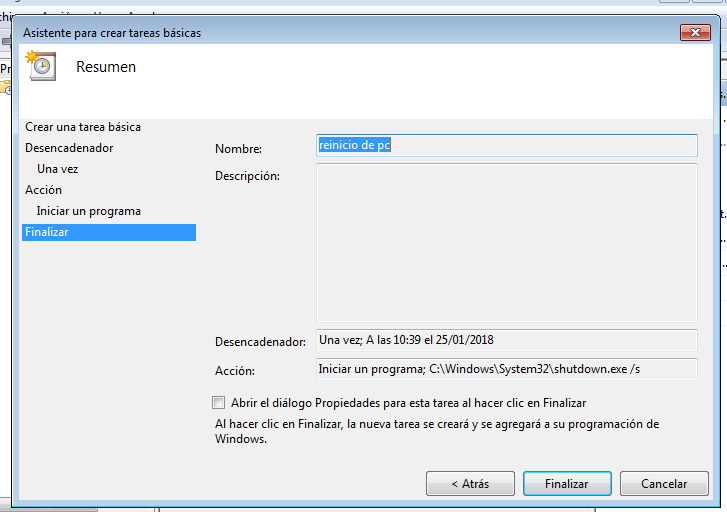 Asistente para crear tareas básicas
Resumen
Crear una tarea básica
Desencadenador
Una vez
Acción
Iniciar un programa
Finalizar
Nombre:
reinicio de pc
Descripción:
Desencadenador:
Una vez; A las 10:39 el 25/01/2018
Acción:
Iniciar un programa; C:\Windows\System32\shutdown.exe /s
Abrir el diálogo Propiedades para esta tarea al hacer clic en Finalizar
Al hacer clic en Finalizar, la nueva tarea se creará y se agregará a su programación de
Windows.
< Atrás
Finalizar
Cancelar